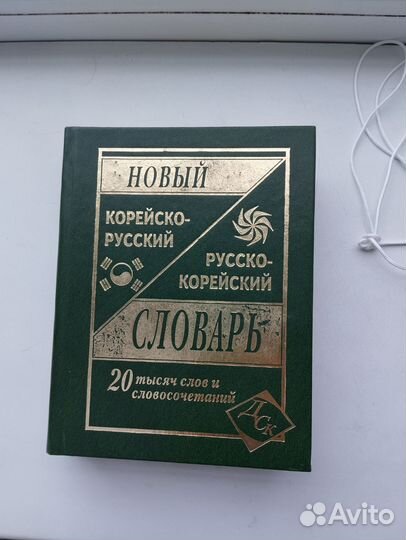 НОВЫЙ
КОРЕЙСКО-
РУССКИЙ
РУССКО-
КОРЕЙСКИЙ
СЛОВАРЬ
20 тысяч слов и
словосочетаний
ДСК
Avito